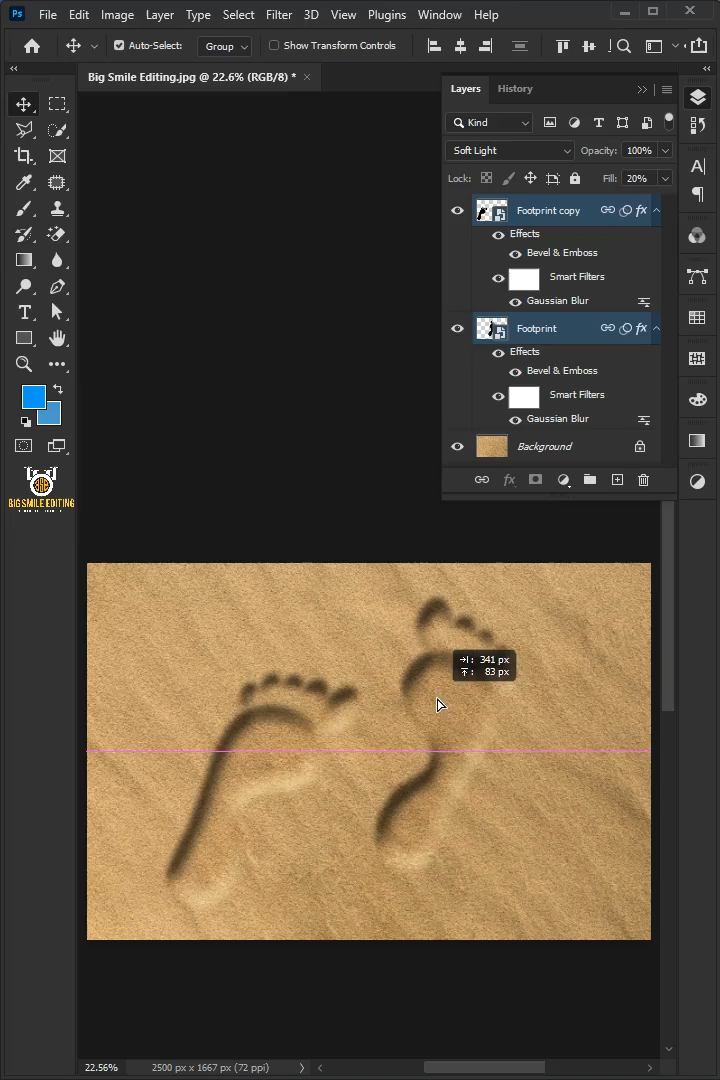 Ps File Edit Image Layer Type Select Filter 3D View Plugins Window Help
Auto-Select: Group Show Transform Controls
Big Smile Editing.jpg @ 22.6% (RGB/8) * ×
Layers History
Kind
Soft Light Opacity: 100%
Lock: Fill: 20%
Footprint copy fx
Effects
Bevel & Emboss
Smart Filters
Gaussian Blur
Footprint fx
Effects
Bevel & Emboss
Smart Filters
Gaussian Blur
Background
fx
BIG SMILE EDITING
341 px
83 px
22.56% 2500 px x 1667 px (72 ppi)